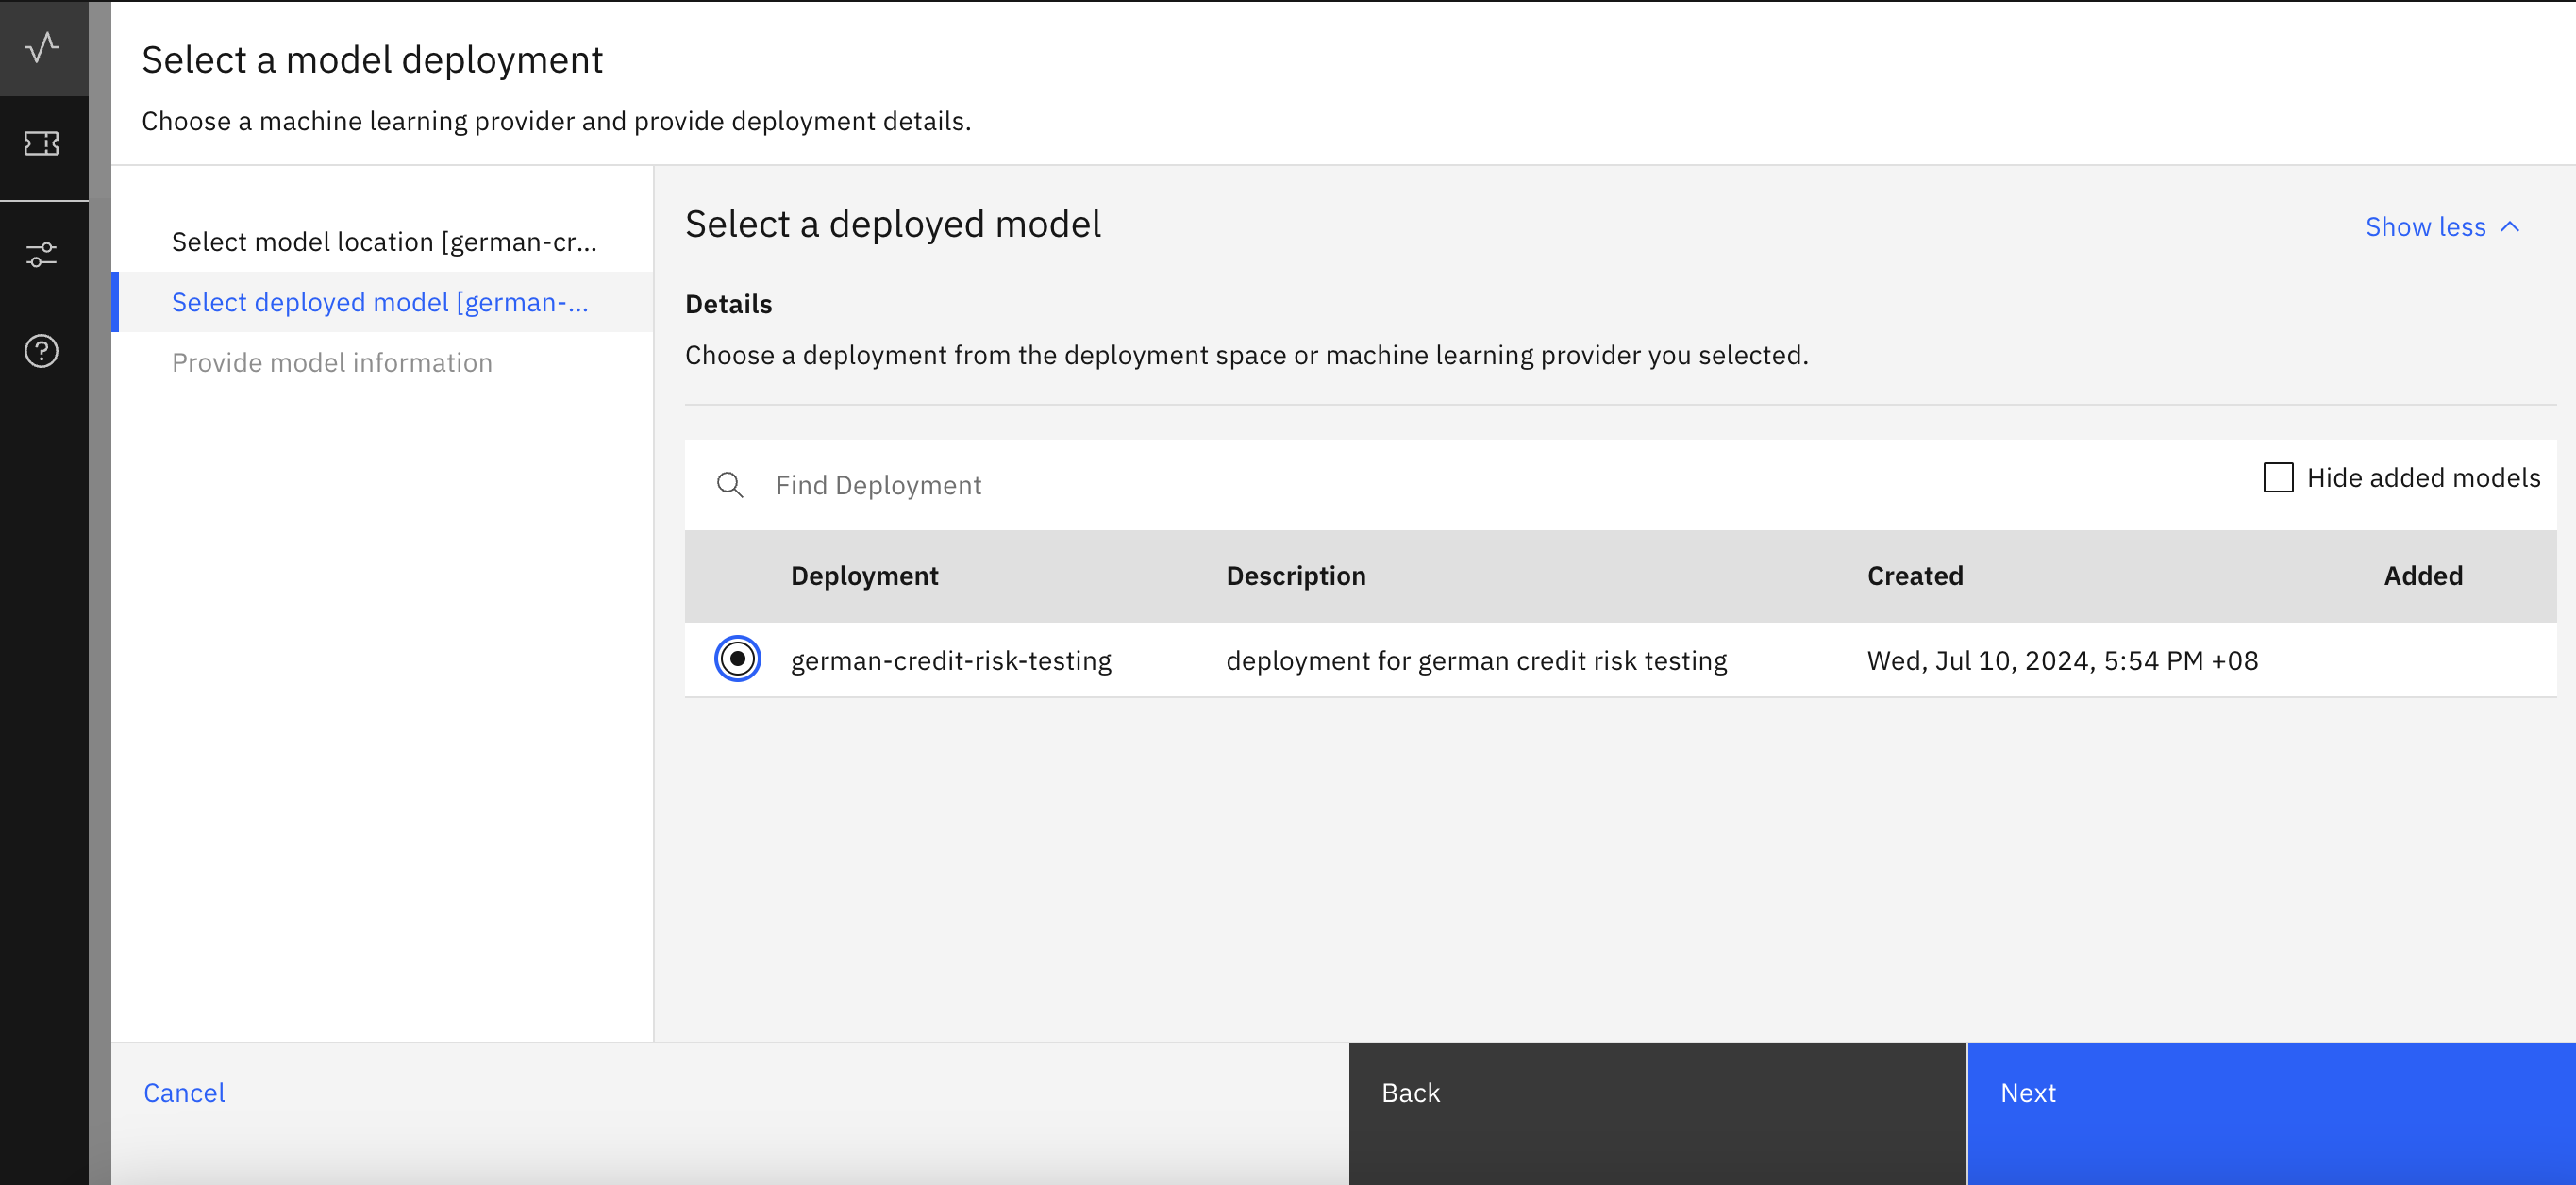 Select a model deployment
Choose a machine learning provider and provide deployment details.
Select model location [german-cr...
Select deployed model [german-...
Provide model information
Select a deployed model
Show less
Details
Choose a deployment from the deployment space or machine learning provider you selected.
Find Deployment
Hide added models
Deployment Description Created Added
german-credit-risk-testing deployment for german credit risk testing Wed, Jul 10, 2024, 5:54 PM +08
Cancel
Back
Next